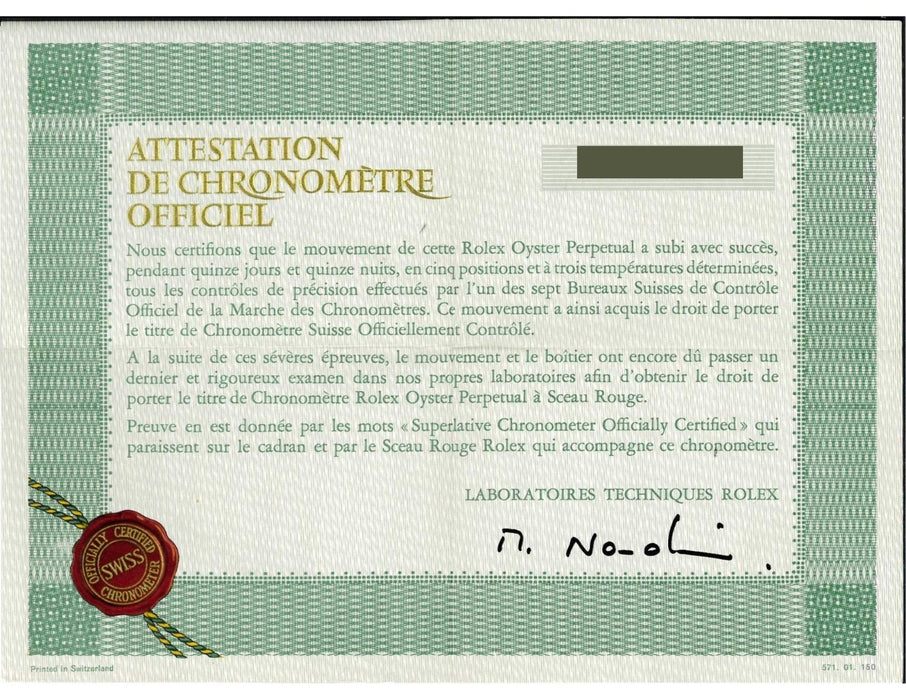 ATTESTATION
DE CHRONOMÈTRE
OFFICIEL
Nous certifions que le mouvement de cette Rolex Oyster Perpetual a subi avec succès,
pendant quinze jours et quinze nuits, en cinq positions et à trois températures déterminées,
tous les contrôles de précision effectués par l'un des sept Bureaux Suisses de Contrôle
Officiel de la Marche des Chronomètres. Ce mouvement a ainsi acquis le droit de porter
le titre de Chronomètre Suisse Officiellement Contrôlé.
A la suite de ces sévères épreuves, le mouvement et le boîtier ont encore dû passer un
dernier et rigoureux examen dans nos propres laboratoires afin d'obtenir le droit de
porter le titre de Chronomètre Rolex Oyster Perpetual à Sceau Rouge.
Preuve en est donnée par les mots « Superlative Chronometer Officially Certified » qui
paraissent sur le cadran et par le Sceau Rouge Rolex qui accompagne ce chronomètre.
LABORATOIRES TECHNIQUES ROLEX
OFFICIALLY CERTIFIED
SWISS
CHRONOMETER
Printed in Switzerland
571. 01. 150